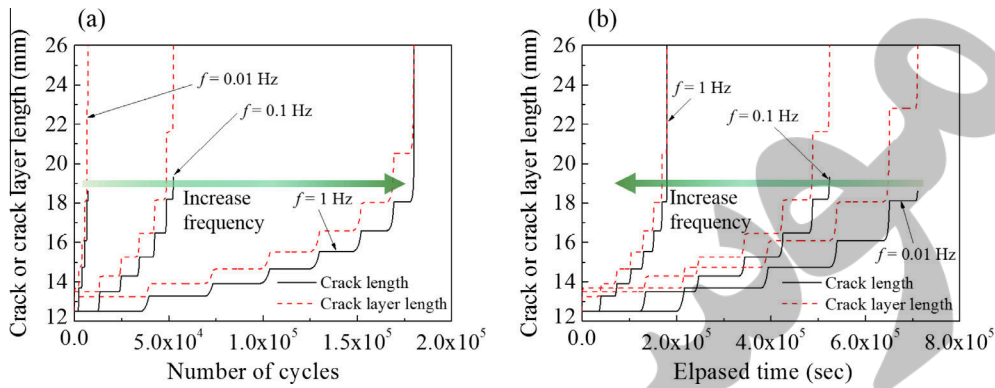 (a)
Crack or crack layer length (mm)
26
24
22
20
18
16
14
12
f = 0.01 Hz
f = 0.1 Hz
Increase
frequency
f = 1 Hz
Crack length
Crack layer length
0 5.0x10⁴ 1.0x10⁵ 1.5x10⁵ 2.0x10⁵
Number of cycles
(b)
Crack or crack layer length (mm)
26
24
22
20
18
16
14
12
f = 1 Hz
f = 0.1 Hz
Increase
frequency
f = 0.01 Hz
Crack length
Crack layer length
0.0 2.0x10⁵ 4.0x10⁵ 6.0x10⁵ 8.0x10⁵
Elpased time (sec)